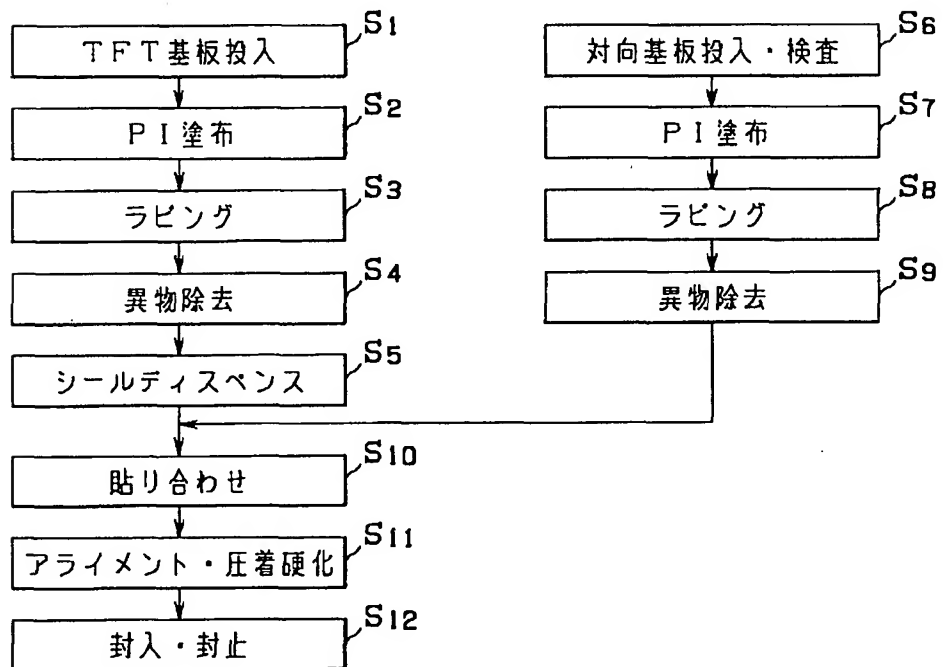 S1
TFT基板投入
S2
PI塗布
S3
ラビング
S4
異物除去
S5
シールディスペンス
S6
対向基板投入・検査
S7
PI塗布
S8
ラビング
S9
異物除去
S10
貼り合わせ
S11
アライメント・圧着硬化
S12
封入・封止